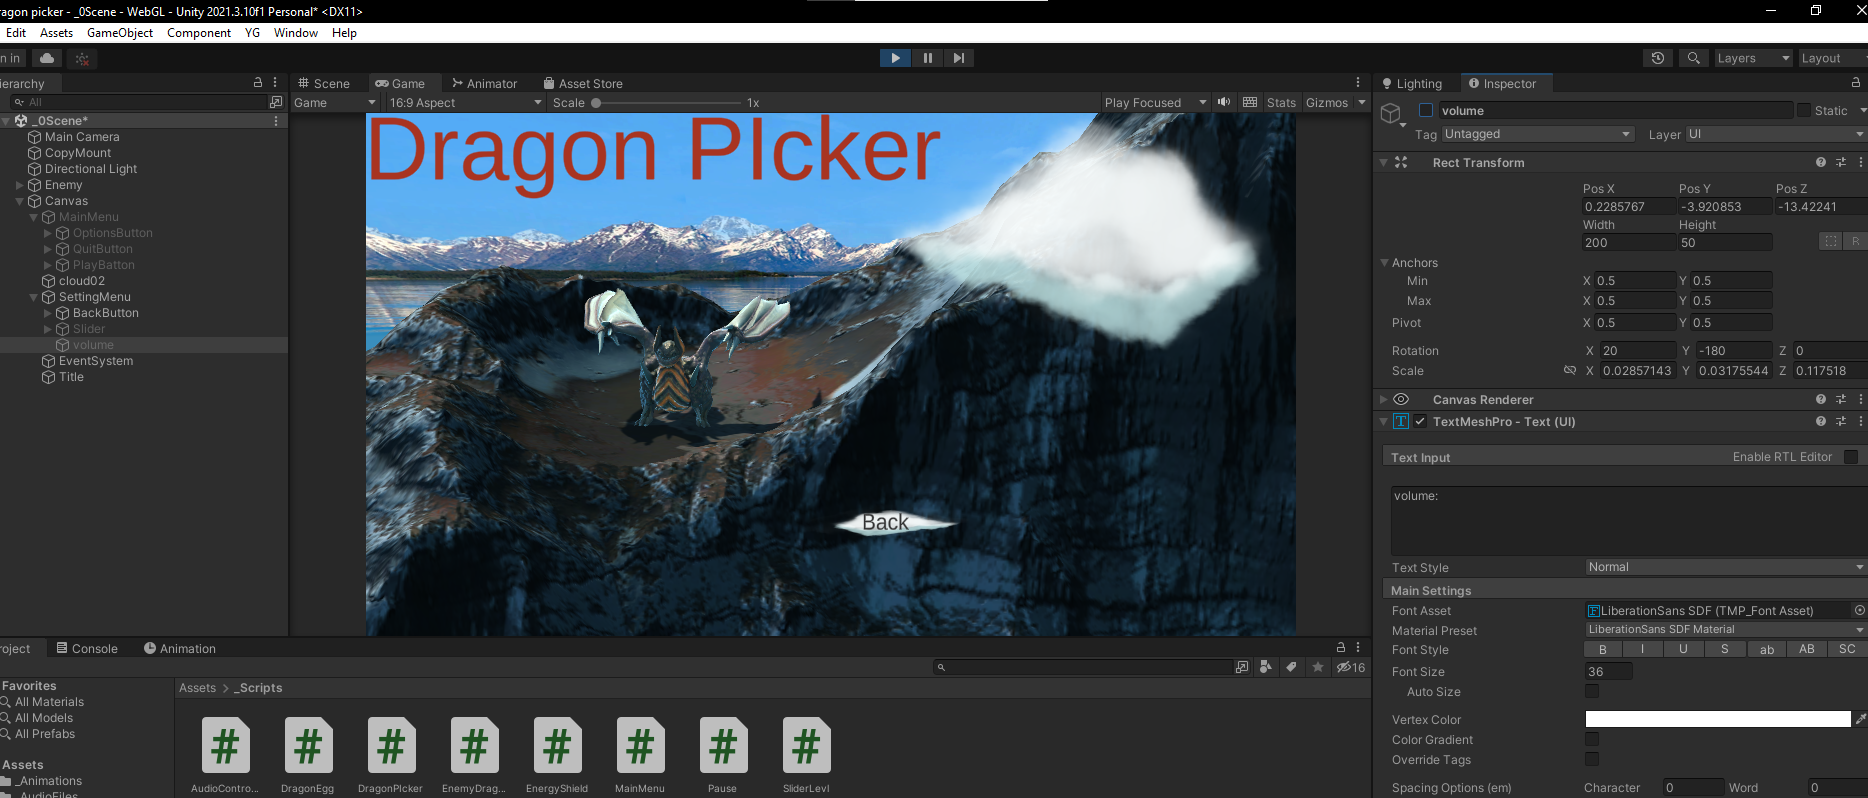 ragon picker - _0Scene - WebGL - Unity 2021.3.10f1 Personal* <DX11>
Edit Assets GameObject Component YG Window Help
n in Layers Layout
ierarchy Scene Game Animator Asset Store Lighting Inspector
All Game 16:9 Aspect Scale 1x Play Focused Stats Gizmos volume Static
_0Scene*
Tag Untagged Layer UI
Main Camera
CopyMount
Directional Light
Enemy
Canvas
MainMenu
OptionsButton
QuitButton
PlayBatton
cloud02
SettingMenu
BackButton
Slider
volume
EventSystem
Title
Dragon PIcker
Back
Rect Transform
Pos X Pos Y Pos Z
0.2285767 -3.920853 -13.42241
Width Height
200 50 R
Anchors
Min X 0.5 Y 0.5
Max X 0.5 Y 0.5
Pivot X 0.5 Y 0.5
Rotation X 20 Y -180 Z 0
Scale X 0.02857143 Y 0.03175544 Z 0.117518
Canvas Renderer
TextMeshPro - Text (UI)
Text Input Enable RTL Editor
volume:
Text Style Normal
Main Settings
Font Asset LiberationSans SDF (TMP_Font Asset)
Material Preset LiberationSans SDF Material
Font Style B I U S ab AB SC
Font Size 36
Auto Size
Vertex Color
Color Gradient
Override Tags
Spacing Options (em) Character 0 Word 0
roject Console Animation
16
Favorites
All Materials
All Models
All Prefabs
Assets
_Animations
_AudioFiles
Assets > _Scripts
AudioContro... DragonEgg DragonPIcker EnemyDrag... EnergyShield MainMenu Pause SliderLevl